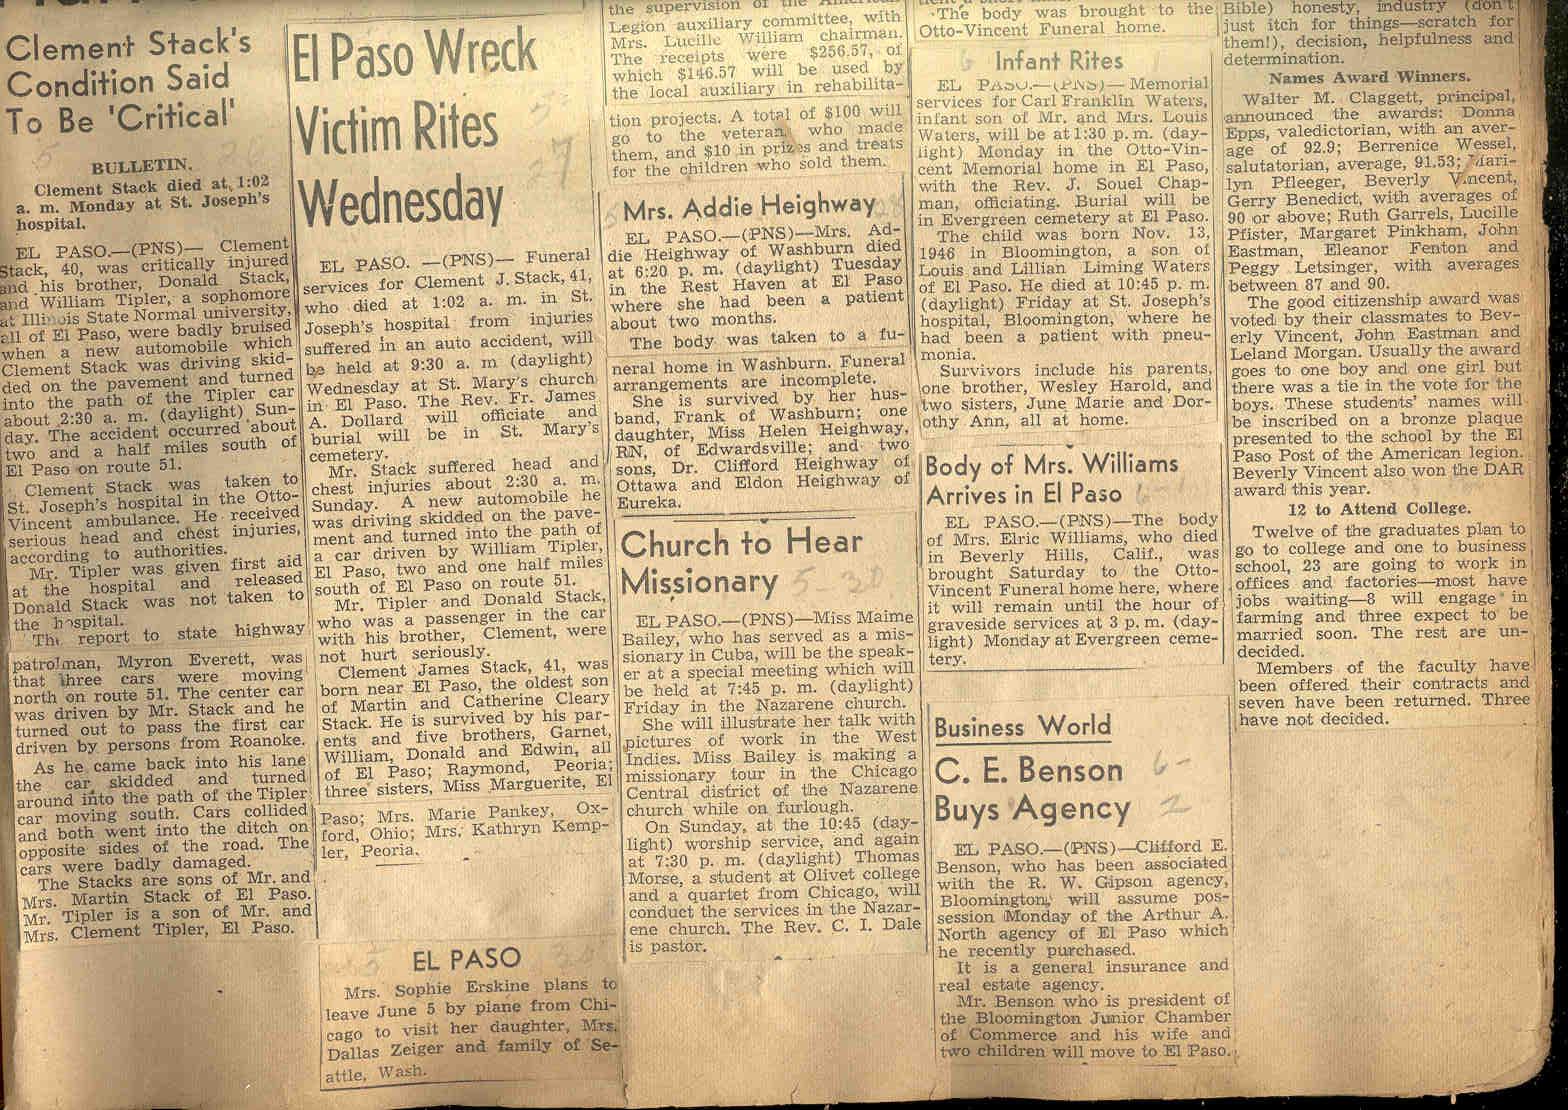 Clement Stack's
Condition Said
To Be 'Critical'
5 26
BULLETIN.
Clement Stack died at 1:02
a. m. Monday at St. Joseph's
hospital.
EL PASO.—(PNS)— Clement
Stack, 40, was critically injured
and his brother, Donald Stack,
and William Tipler, a sophomore
at Illinois State Normal university,
all of El Paso, were badly bruised
when a new automobile which
Clement Stack was driving skid-
ded on the pavement and turned
into the path of the Tipler car
about 2:30 a. m. (daylight) Sun-
day. The accident occurred about
two and a half miles south of
El Paso on route 51.
Clement Stack was taken to
St. Joseph's hospital in the Otto-
Vincent ambulance. He received
serious head and chest injuries,
according to authorities.
Mr. Tipler was given first aid
at the hospital and released
Donald Stack was not taken to
the hospital.
The report to state highway
patrolman, Myron Everett, was
that three cars were moving
north on route 51. The center car
was driven by Mr. Stack and he
turned out to pass the first car
driven by persons from Roanoke.
As he came back into his lane
the car skidded and turned
around into the path of the Tipler
car moving south. Cars collided
and both went into the ditch on
opposite sides of the road. The
cars were badly damaged.
The Stacks are sons of Mr. and
Mrs. Martin Stack of El Paso.
Mr. Tipler is a son of Mr. and
Mrs. Clement Tipler, El Paso.
El Paso Wreck
Victim Rites
Wednesday
5-
27
EL PASO. —(PNS)— Funeral
services for Clement J. Stack, 41,
who died at 1:02 a. m. in St.
Joseph's hospital from injuries
suffered in an auto accident, will
be held at 9:30 a. m (daylight)
Wednesday at St. Mary's church
in El Paso. The Rev. Fr. James
A. Dollard will officiate and
burial will be in St. Mary's
cemetery.
Mr. Stack suffered head and
chest injuries about 2:30 a. m.
Sunday. A new automobile he
was driving skidded on the pave-
ment and turned into the path of
a car driven by William Tipler,
El Paso, two and one half miles
south of El Paso on route 51.
Mr. Tipler and Donald Stack,
who was a passenger in the car
with his brother, Clement, were
not hurt seriously.
Clement James Stack, 41, was
born near El Paso, the oldest son
of Martin and Catherine Cleary
Stack. He is survived by his par-
ents and five brothers, Garnet,
William, Donald and Edwin, all
of El Paso; Raymond, Peoria;
three sisters, Miss Marguerite, El
Paso; Mrs. Marie Pankey, Ox-
ford, Ohio; Mrs. Kathryn Kemp-
ler, Peoria.
EL PASO
Mrs. Sophie Erskine plans to
leave June 5 by plane from Chi-
cago to visit her daughter, Mrs.
Dallas Zeiger and family of Se-
attle, Wash.
the supervision of the American
Legion auxiliary committee, with
Mrs. Lucille William chairman.
The receipts were $256.57, of
which $146.57 will be used by
the local auxiliary in rehabilita-
tion projects. A total of $100 will
go to the veteran who made
them, and $10 in prizes and treats
for the children who sold them.
Mrs. Addie Heighway
EL PASO.—(PNS)—Mrs. Ad-
die Heighway of Washburn died
at 6:20 p. m. (daylight) Tuesday
in the Rest Haven at El Paso
where she had been a patient
about two months.
The body was taken to a fu-
neral home in Washburn. Funeral
arrangements are incomplete.
She is survived by her hus-
band, Frank of Washburn; one
daughter, Miss Helen Heighway,
RN, of Edwardsville; and two
sons, Dr. Clifford Heighway of
Ottawa and Eldon Heighway of
Eureka.
Church to Hear
Missionary 5-30
EL PASO.—(PNS)—Miss Maime
Bailey, who has served as a mis-
sionary in Cuba, will be the speak-
er at a special meeting which will
be held at 7:45 p. m. (daylight)
Friday in the Nazarene church.
She will illustrate her talk with
pictures of work in the West
Indies. Miss Bailey is making a
missionary tour in the Chicago
Central district of the Nazarene
church while on furlough.
On Sunday, at the 10:45 (day-
light) worship service, and again
at 7:30 p. m. (daylight) Thomas
Morse, a student at Olivet college
and a quartet from Chicago, will
conduct the services in the Nazar-
ene church. The Rev. C. I. Dale
is pastor.
The body was brought to the
Otto-Vincent Funeral home.
Infant Rites
EL PASO.—(PNS)— Memorial
services for Carl Franklin Waters,
infant son of Mr. and Mrs. Louis
Waters, will be at 1:30 p. m. (day-
light) Monday in the Otto-Vin-
cent Memorial home in El Paso,
with the Rev. J. Souel Chap-
man, officiating. Burial will be
in Evergreen cemetery at El Paso.
The child was born Nov. 13,
1946 in Bloomington, a son of
Louis and Lillian Liming Waters
of El Paso. He died at 10:45 p. m.
(daylight) Friday at St. Joseph's
hospital, Bloomington, where he
had been a patient with pneu-
monia.
Survivors include his parents,
one brother, Wesley Harold, and
two sisters, June Marie and Dor-
othy Ann, all at home.
Body of Mrs. Williams
Arrives in El Paso 6-1
EL PASO.—(PNS)—The body
of Mrs. Elric Williams, who died
in Beverly Hills, Calif., was
brought Saturday to the Otto-
Vincent Funeral home here, where
it will remain until the hour of
graveside services at 3 p. m. (day-
light) Monday at Evergreen ceme-
tery.
Business World
C. E. Benson 6-
Buys Agency 2
EL PASO.—(PNS)—Clifford E.
Benson, who has been associated
with the R. W. Gipson agency,
Bloomington, will assume pos-
session Monday of the Arthur A.
North agency of El Paso which
he recently purchased.
It is a general insurance and
real estate agency.
Mr. Benson who is president of
the Bloomington Junior Chamber
of Commerce and his wife and
two children will move to El Paso.
Bible) honesty, industry (don't
just itch for things—scratch for
them!), decision, helpfulness and
determination.
Names Award Winners.
Walter M. Claggett, principal,
announced the awards: Donna
Epps, valedictorian, with an aver-
age of 92.9; Berrenice Wessel,
salutatorian, average, 91.53; Mari-
lyn Pfleeger, Beverly Vincent,
Gerry Benedict, with averages of
90 or above; Ruth Garrels, Lucille
Pfister, Margaret Pinkham, John
Eastman, Eleanor Fenton and
Peggy Letsinger, with averages
between 87 and 90.
The good citizenship award was
voted by their classmates to Bev-
erly Vincent, John Eastman and
Leland Morgan. Usually the award
goes to one boy and one girl but
there was a tie in the vote for the
boys. These students' names will
be inscribed on a bronze plaque
presented to the school by the El
Paso Post of the American legion.
Beverly Vincent also won the DAR
award this year.
12 to Attend College.
Twelve of the graduates plan to
go to college and one to business
school, 23 are going to work in
offices and factories—most have
jobs waiting—8 will engage in
farming and three expect to be
married soon. The rest are un-
decided.
Members of the faculty have
been offered their contracts and
seven have been returned. Three
have not decided.